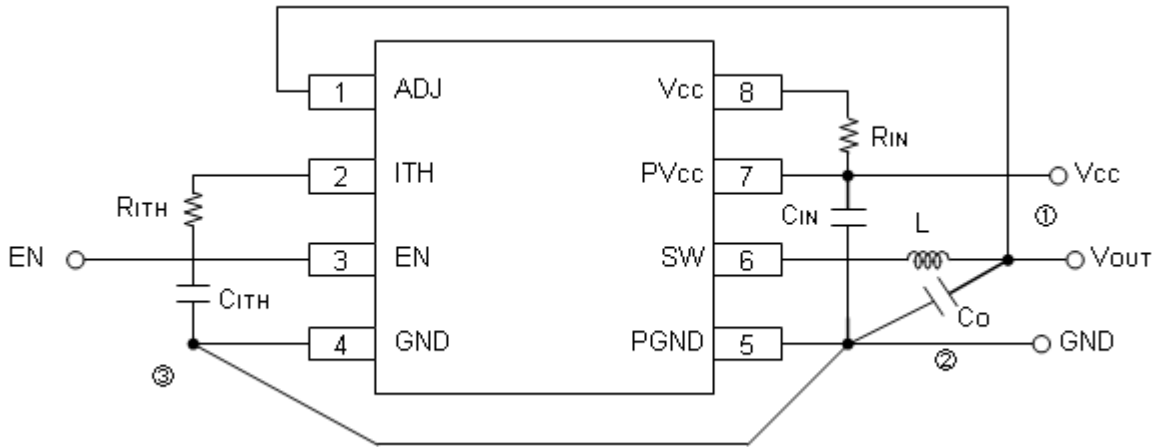 1 ADJ Vcc 8
RIN
2 ITH PVcc 7 Vcc
RITH CIN L ①
EN 3 EN SW 6 VOUT
CITH CO
4 GND PGND 5 GND
③ ②